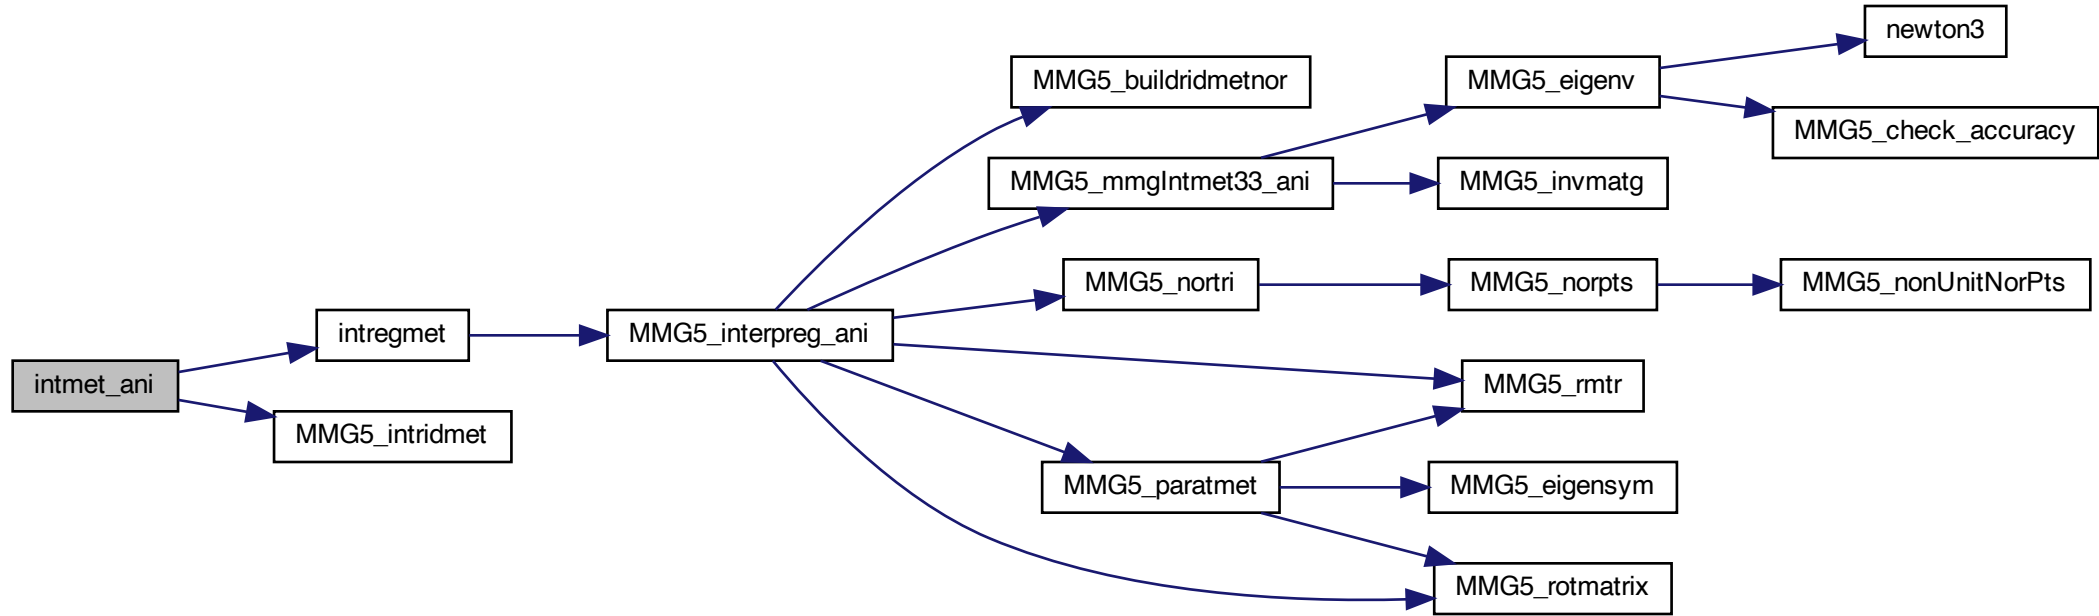 newton3
MMG5_buildridmetnor
MMG5_eigenv
MMG5_check_accuracy
MMG5_mmgIntmet33_ani
MMG5_invmatg
MMG5_nortri
MMG5_norpts
MMG5_nonUnitNorPts
intregmet
MMG5_interpreg_ani
intmet_ani
MMG5_rmtr
MMG5_intridmet
MMG5_paratmet
MMG5_eigensym
MMG5_rotmatrix